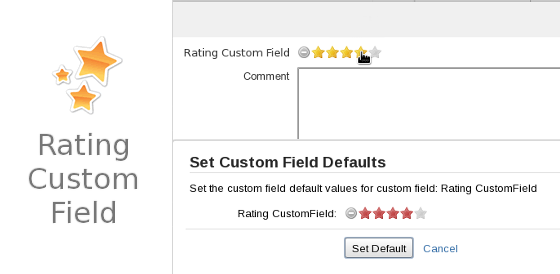 Rating
Custom
Field
Rating Custom Field
Comment
Set Custom Field Defaults
Set the custom field default values for custom field: Rating CustomField
Rating CustomField:
Set Default Cancel